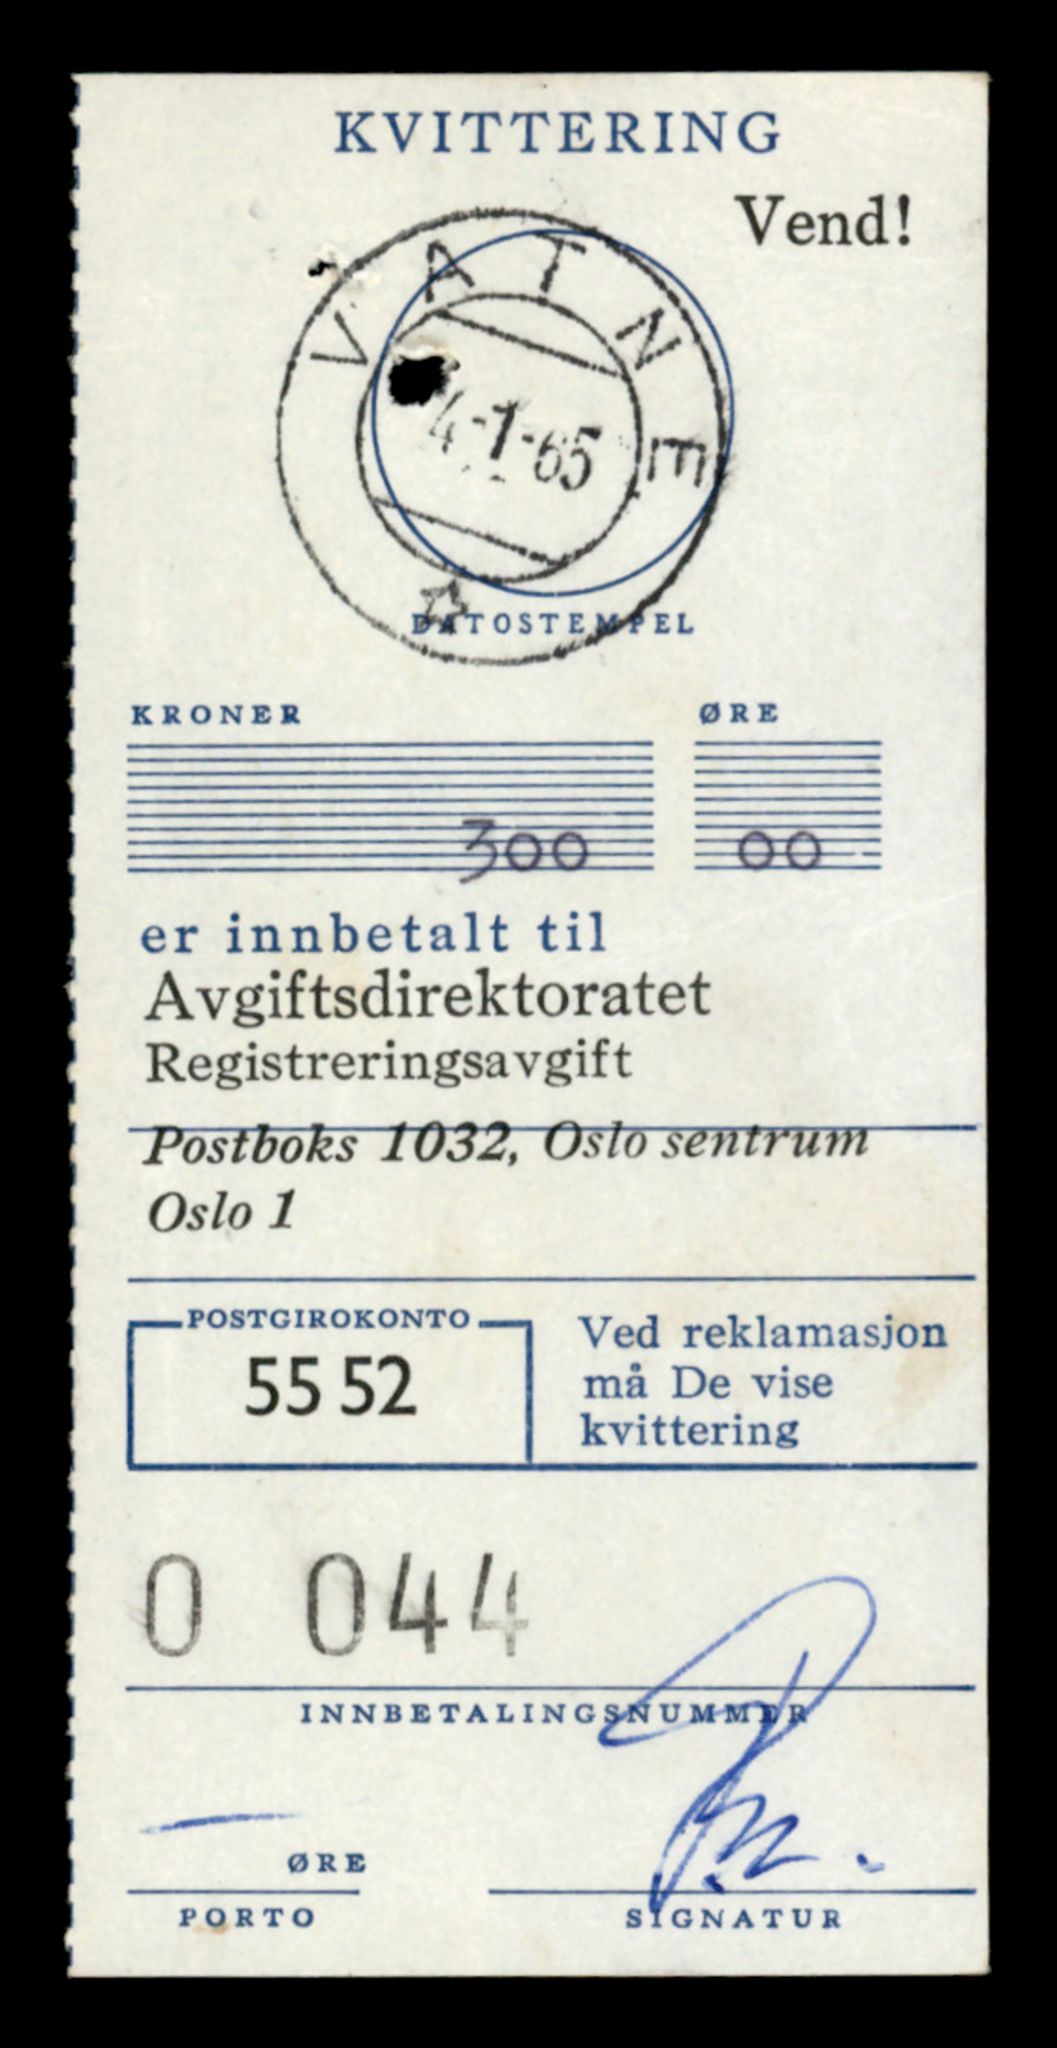 KVITTERING
Vend!
VATNE
4-1-65
DATOSTEMPEL
KRONER ØRE
300 00
er innbetalt til
Avgiftsdirektoratet
Registreringsavgift
Postboks 1032, Oslo sentrum
Oslo 1
POSTGIROKONTO
55 52
Ved reklamasjon
må De vise
kvittering
0 044
INNBETALINGSNUMMER
ØRE
PORTO SIGNATUR